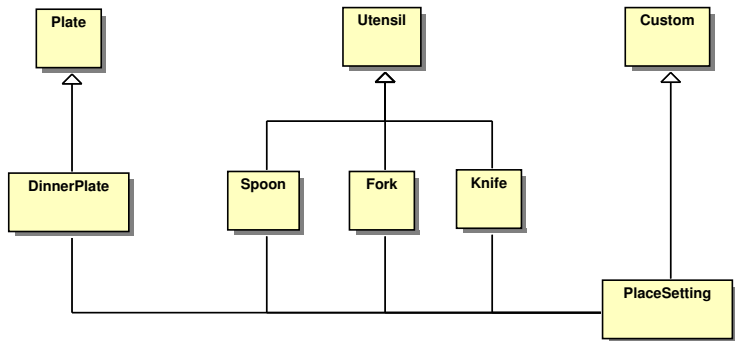 Plate
Utensil
Custom
DinnerPlate
Spoon
Fork
Knife
PlaceSetting